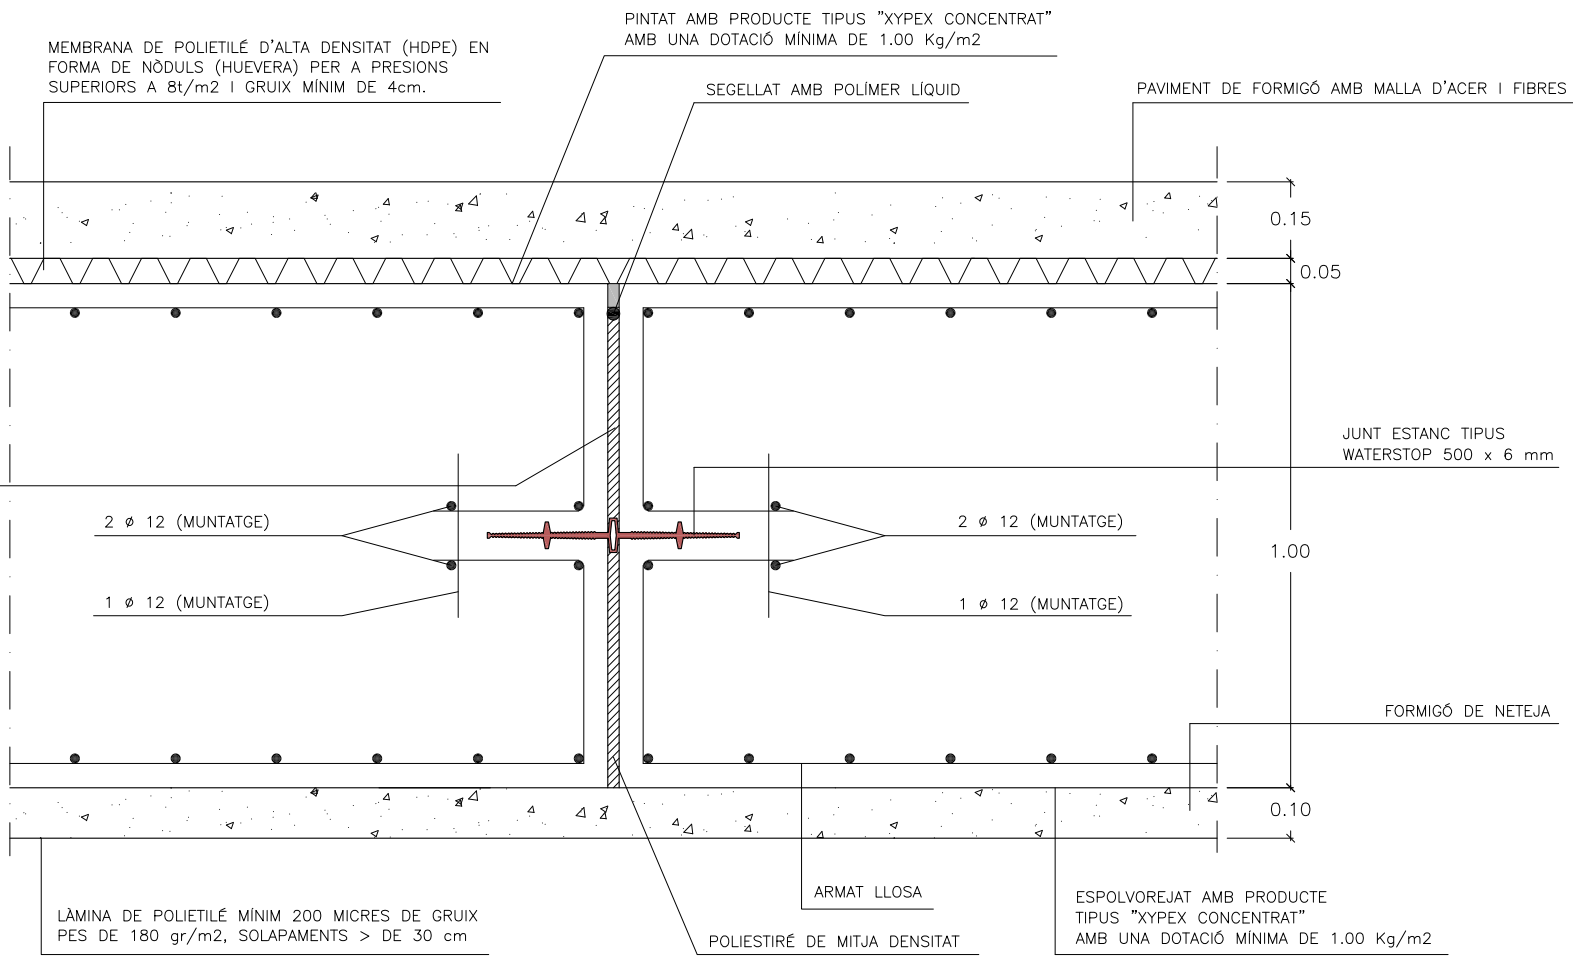 PINTAT AMB PRODUCTE TIPUS "XYPEX CONCENTRAT"
AMB UNA DOTACIÓ MÍNIMA DE 1.00 Kg/m2
MEMBRANA DE POLIETILÉ D'ALTA DENSITAT (HDPE) EN
FORMA DE NÒDULS (HUEVERA) PER A PRESIONS
SUPERIORS A 8t/m2 I GRUIX MÍNIM DE 4cm.
SEGELLAT AMB POLÍMER LÍQUID
PAVIMENT DE FORMIGÓ AMB MALLA D'ACER I FIBRES
0.15
0.05
JUNT ESTANC TIPUS
WATERSTOP 500 x 6 mm
2 ø 12 (MUNTATGE)
2 ø 12 (MUNTATGE)
1.00
1 ø 12 (MUNTATGE)
1 ø 12 (MUNTATGE)
FORMIGÓ DE NETEJA
0.10
ARMAT LLOSA
ESPOLVOREJAT AMB PRODUCTE
TIPUS "XYPEX CONCENTRAT"
AMB UNA DOTACIÓ MÍNIMA DE 1.00 Kg/m2
LÀMINA DE POLIETILÉ MÍNIM 200 MICRES DE GRUIX
PES DE 180 gr/m2, SOLAPAMENTS > DE 30 cm
POLIESTIRÉ DE MITJA DENSITAT